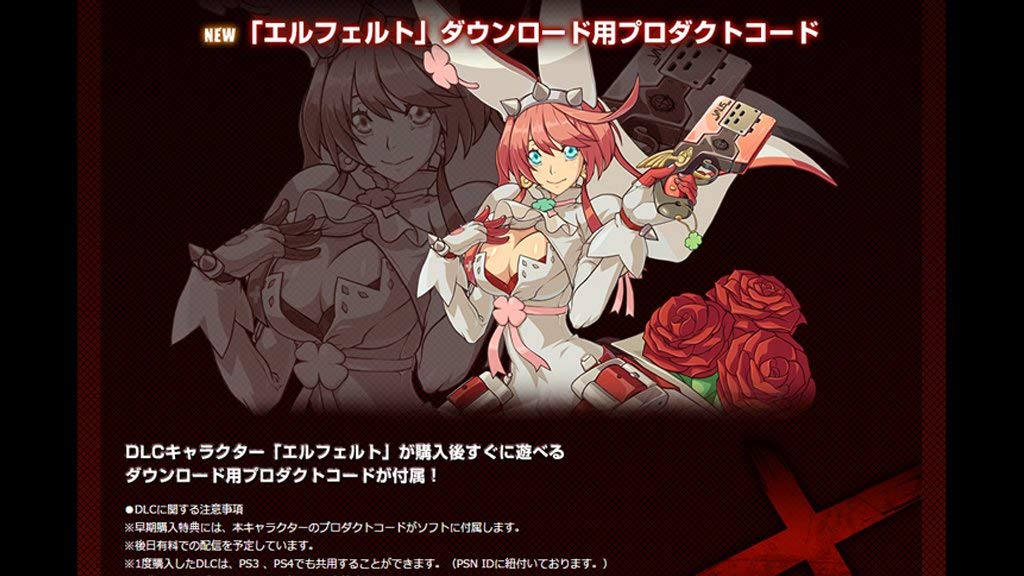 NEW「エルフェルト」ダウンロード用プロダクトコード
DLCキャラクター「エルフェルト」が購入後すぐに遊べる
ダウンロード用プロダクトコードが付属！
●DLCに関する注意事項
※早期購入特典には、本キャラクターのプロダクトコードがソフトに付属します。
※後日有料での配信を予定しています。
※1度購入したDLCは、PS3 、PS4でも共用することができます。（PSN IDに紐付いております。）